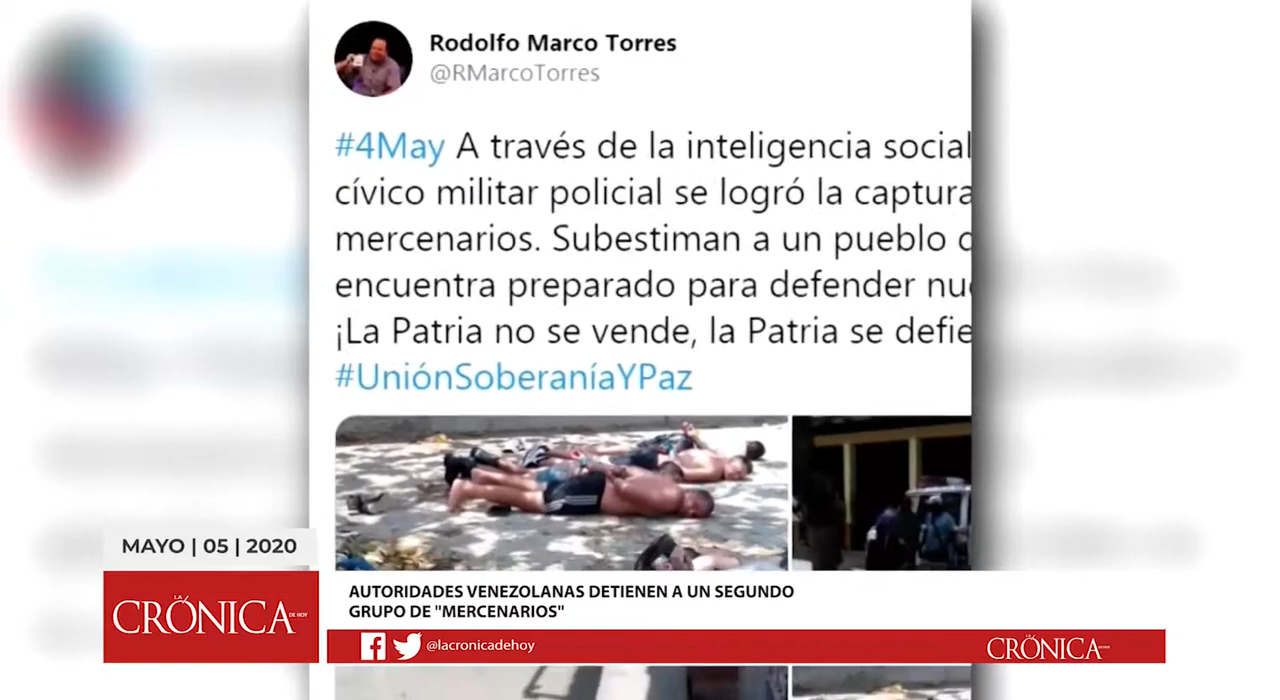 Rodolfo Marco Torres
@RMarcoTorres
#4May A través de la inteligencia social
cívico militar policial se logró la captura
mercenarios. Subestiman a un pueblo
encuentra preparado para defender
¡La Patria no se vende, la Patria se
#UniónSoberaníaYPaz
MAYO | 05 | 2020
LA
CRÓNICA
DE HOY
AUTORIDADES VENEZOLANAS DETIENEN A UN SEGUNDO
GRUPO DE "MERCENARIOS"
@lacronicadehoy
CRÓNICA